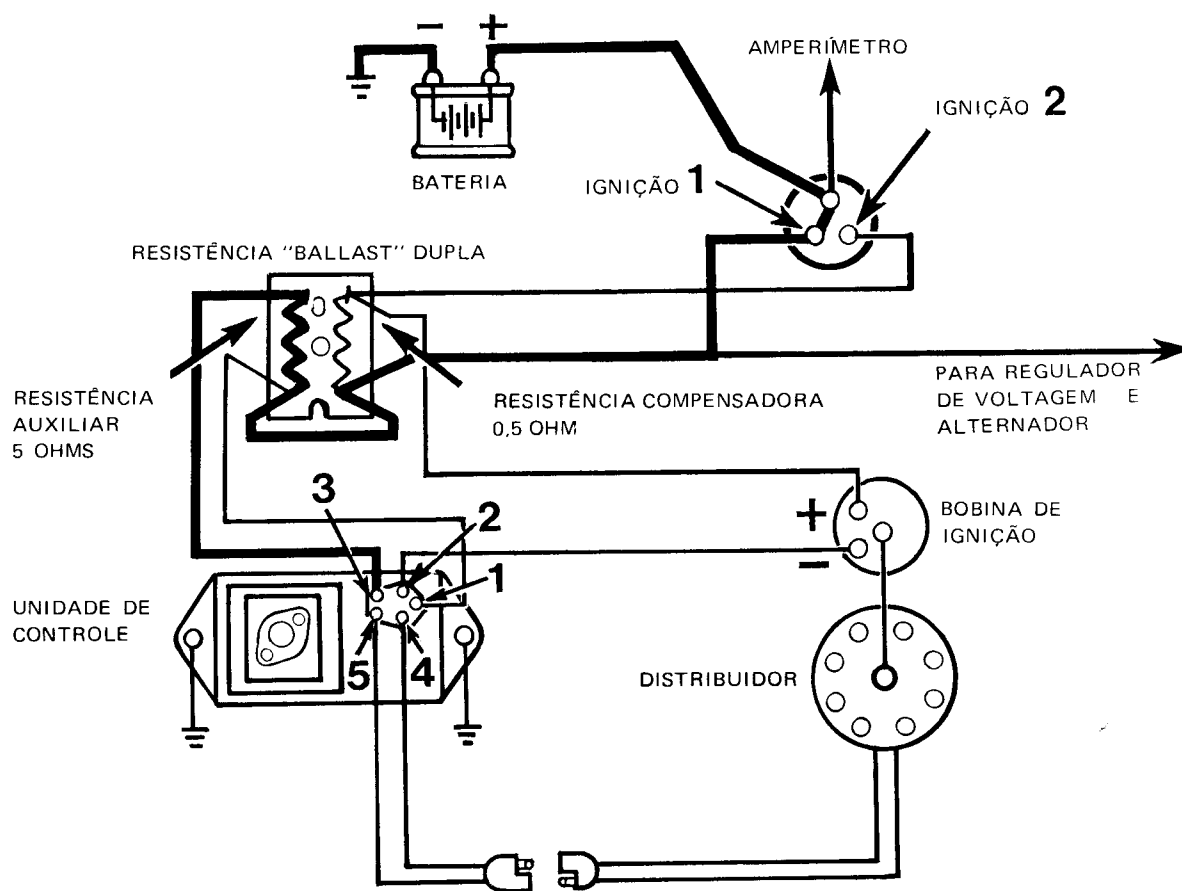 − +
AMPERÍMETRO
IGNIÇÃO 2
BATERIA
IGNIÇÃO 1
RESISTÊNCIA "BALLAST" DUPLA
RESISTÊNCIA
AUXILIAR
5 OHMS
RESISTÊNCIA COMPENSADORA
0,5 OHM
PARA REGULADOR
DE VOLTAGEM E
ALTERNADOR
3
2
1
+
−
BOBINA DE
IGNIÇÃO
UNIDADE DE
CONTROLE
5
4
DISTRIBUIDOR